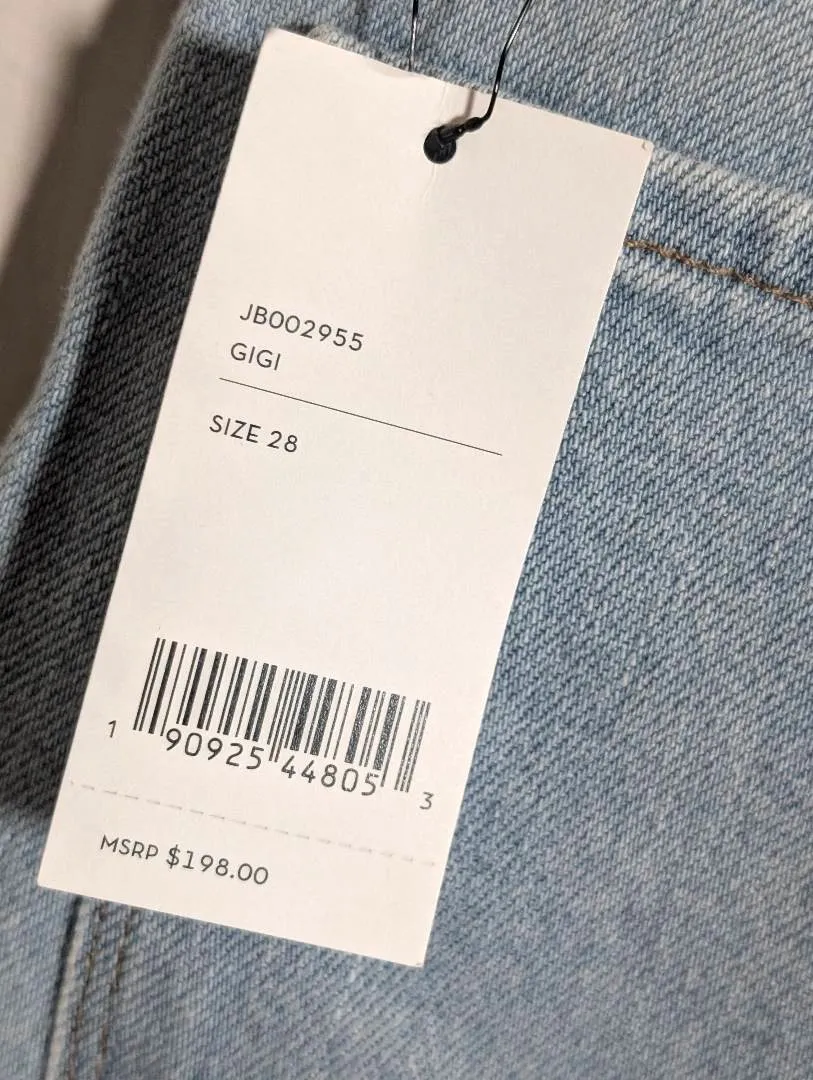 JB002955
GIGI
SIZE 28
1 90925 44805 3
MSRP $198.00